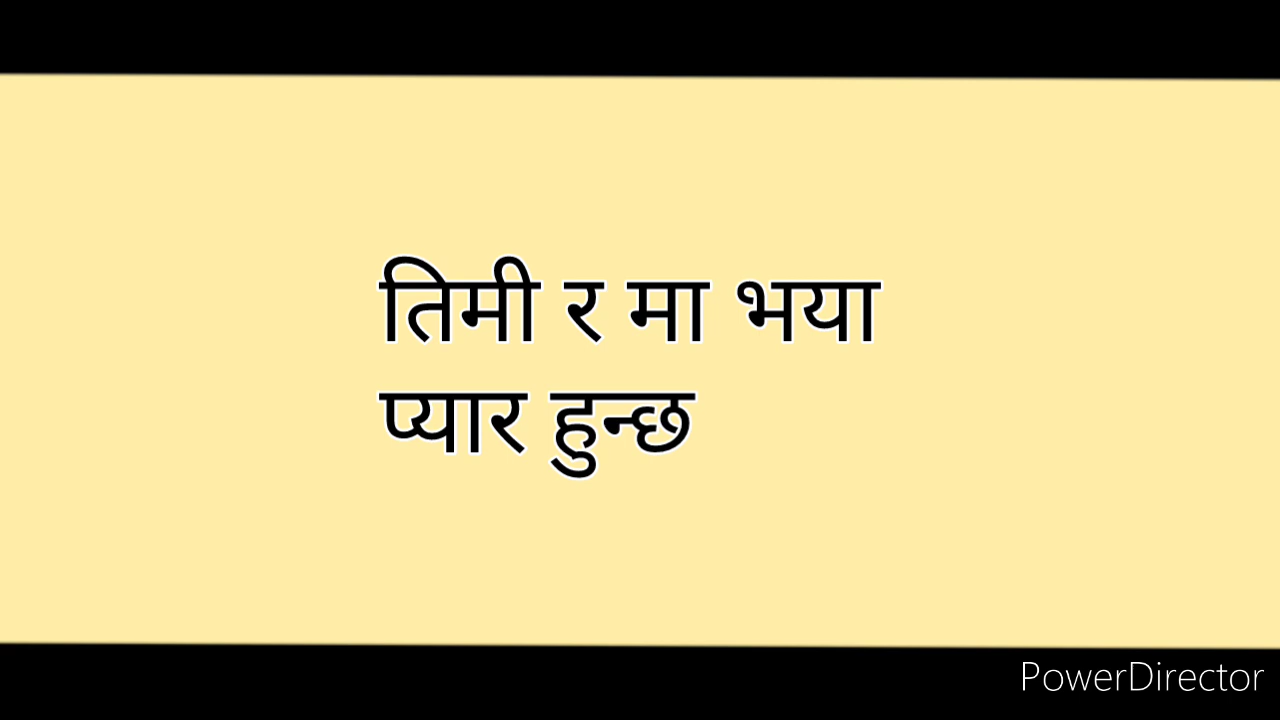 तिमी र मा भया
प्यार हुन्छ
PowerDirector